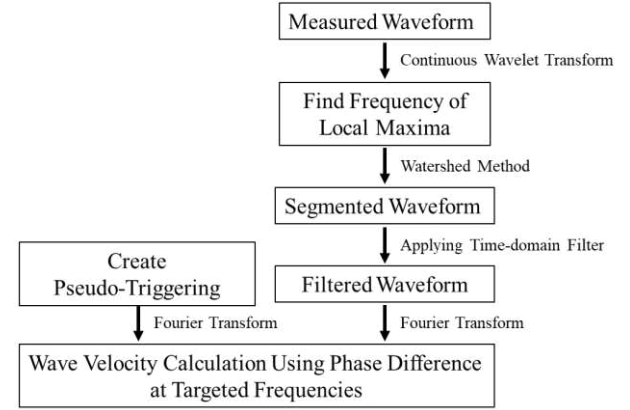 Measured Waveform
Continuous Wavelet Transform
Find Frequency of
Local Maxima
Watershed Method
Segmented Waveform
Applying Time-domain Filter
Create
Pseudo-Triggering
Filtered Waveform
Fourier Transform
Fourier Transform
Wave Velocity Calculation Using Phase Difference
at Targeted Frequencies